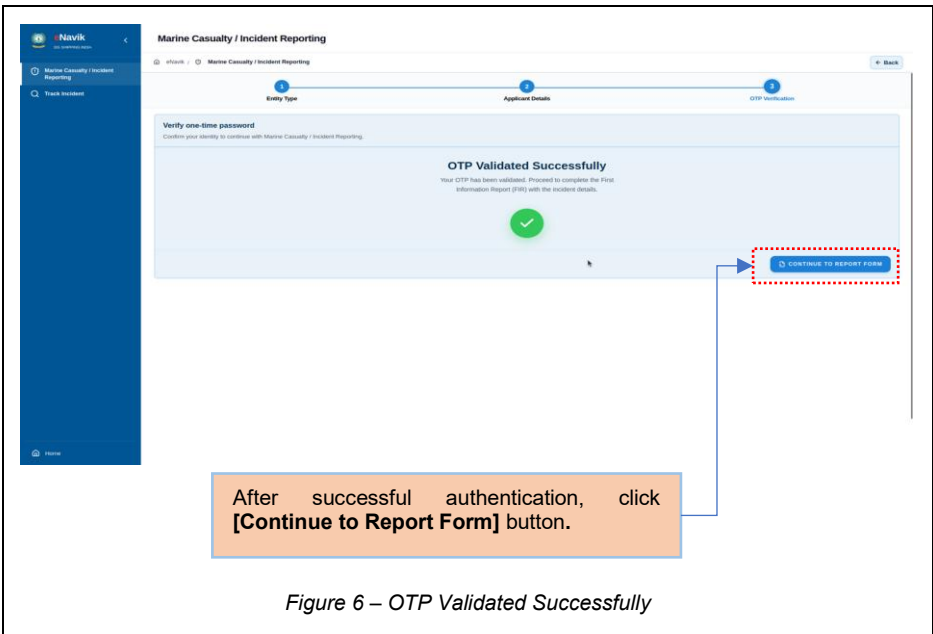 eNavik
DG SHIPPING INDIA
Marine Casualty / Incident
Reporting
Track Incident
Home
Marine Casualty / Incident Reporting
eNavik / Marine Casualty / Incident Reporting
← Back
1
Entity Type
2
Applicant Details
3
OTP Verification
Verify one-time password
Confirm your identity to continue with Marine Casualty / Incident Reporting.
OTP Validated Successfully
Your OTP has been validated. Proceed to complete the First
Information Report (FIR) with the incident details.
CONTINUE TO REPORT FORM
After successful authentication, click
[Continue to Report Form] button.
Figure 6 – OTP Validated Successfully